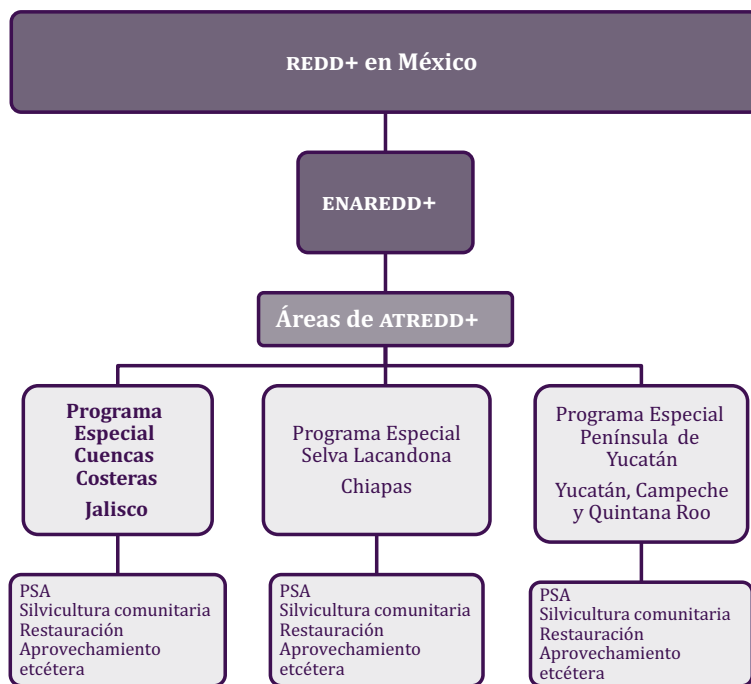 REDD+ en México
ENAREDD+
Áreas de ATREDD+
Programa
Especial
Cuencas
Costeras
Jalisco
Programa Especial
Selva Lacandona
Chiapas
Programa Especial
Península de
Yucatán
Yucatán, Campeche
y Quintana Roo
PSA
Silvicultura comunitaria
Restauración
Aprovechamiento
etcétera
PSA
Silvicultura comunitaria
Restauración
Aprovechamiento
etcétera
PSA
Silvicultura comunitaria
Restauración
Aprovechamiento
etcétera